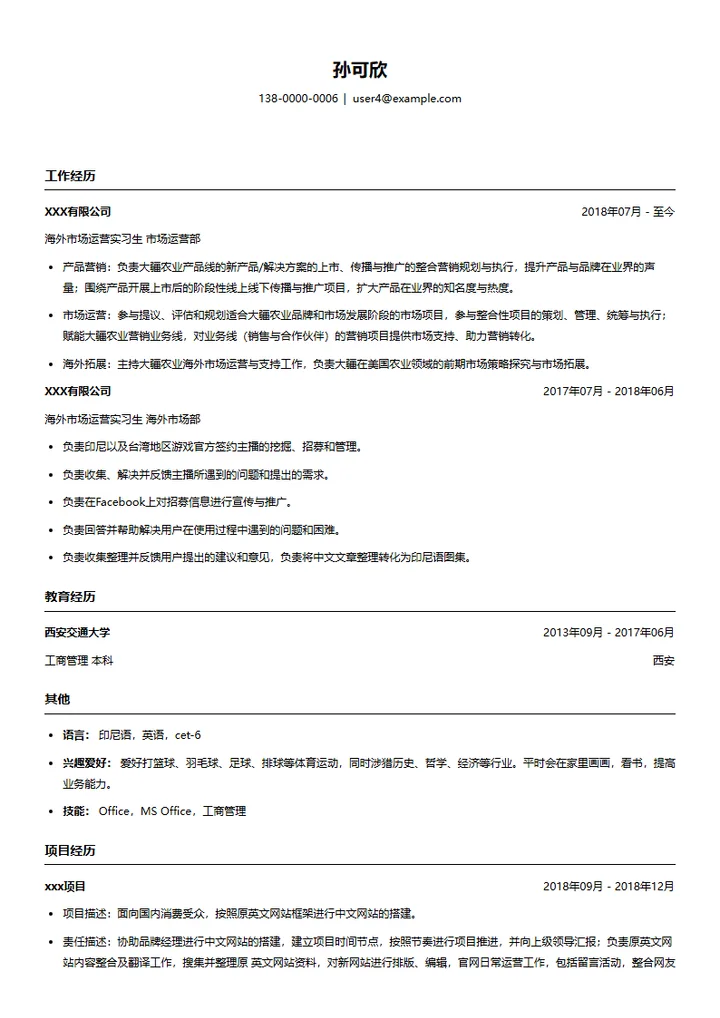 孙可欣
138-0000-0006 | user4@example.com
工作经历
XXX有限公司 2018年07月 - 至今
海外市场运营实习生 市场运营部
• 产品营销：负责大疆农业产品线的新产品/解决方案的上市、传播与推广的整合营销规划与执行，提升产品与品牌在业界的声
量；围绕产品开展上市后的阶段性线上线下传播与推广项目，扩大产品在业界的知名度与热度。
• 市场运营：参与提议、评估和规划适合大疆农业品牌和市场发展阶段的市场项目，参与整合性项目的策划、管理、统筹与执行；
赋能大疆农业营销业务线，对业务线（销售与合作伙伴）的营销项目提供市场支持、助力营销转化。
• 海外拓展：主持大疆农业海外市场运营与支持工作，负责大疆在美国农业领域的前期市场策略探究与市场拓展。
XXX有限公司 2017年07月 - 2018年06月
海外市场运营实习生 海外市场部
• 负责印尼以及台湾地区游戏官方签约主播的挖掘、招募和管理。
• 负责收集、解决并反馈主播所遇到的问题和提出的需求。
• 负责在Facebook上对招募信息进行宣传与推广。
• 负责回答并帮助解决用户在使用过程中遇到的问题和困难。
• 负责收集整理并反馈用户提出的建议和意见，负责将中文文章整理转化为印尼语图集。
教育经历
西安交通大学 2013年09月 - 2017年06月
工商管理 本科 西安
其他
• 语言： 印尼语，英语，cet-6
• 兴趣爱好： 爱好打篮球、羽毛球、足球、排球等体育运动，同时涉猎历史、哲学、经济等行业。平时会在家里画画，看书，提高
业务能力。
• 技能： Office，MS Office，工商管理
项目经历
xxx项目 2018年09月 - 2018年12月
• 项目描述：面向国内消费受众，按照原英文网站框架进行中文网站的搭建。
• 责任描述：协助品牌经理进行中文网站的搭建，建立项目时间节点，按照节奏进行项目推进，并向上级领导汇报；负责原英文网
站内容整合及翻译工作，搜集并整理原 英文网站资料，对新网站进行排版、编辑，官网日常运营工作，包括留言活动，整合网友